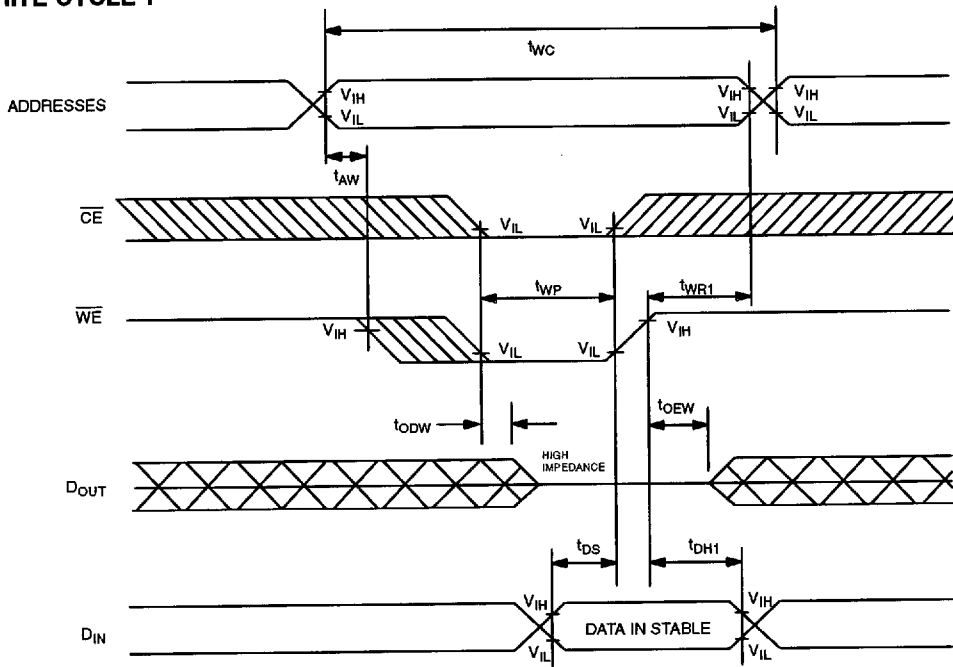 tWC
ADDRESSES
VIH
VIL
VIH
VIL
VIH
VIL
tAW
CE
VIL
VIL
tWP
tWR1
WE
VIH
VIL
VIL
VIH
tODW
tOEW
HIGH
IMPEDANCE
DOUT
tDS
tDH1
VIH
VIH
DIN
DATA IN STABLE
VIL
VIL